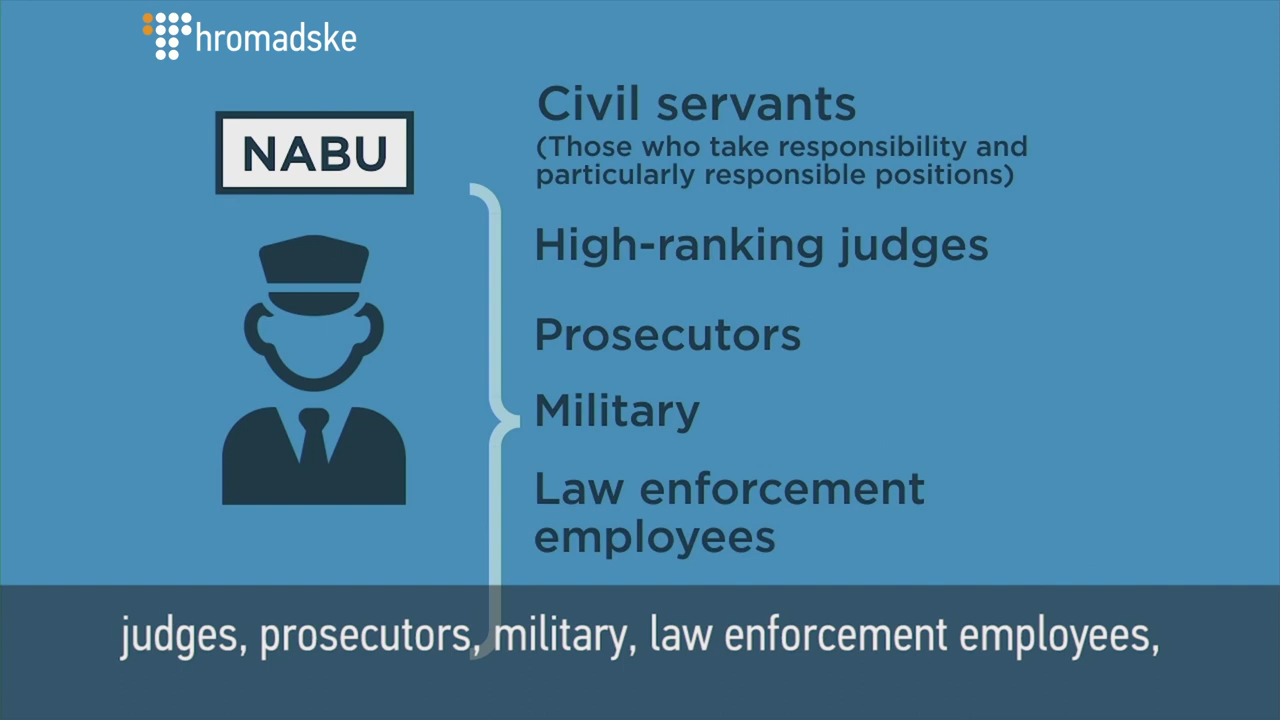 hromadske
NABU
Civil servants
(Those who take responsibility and
particularly responsible positions)
High-ranking judges
Prosecutors
Military
Law enforcement
employees
judges, prosecutors, military, law enforcement employees,